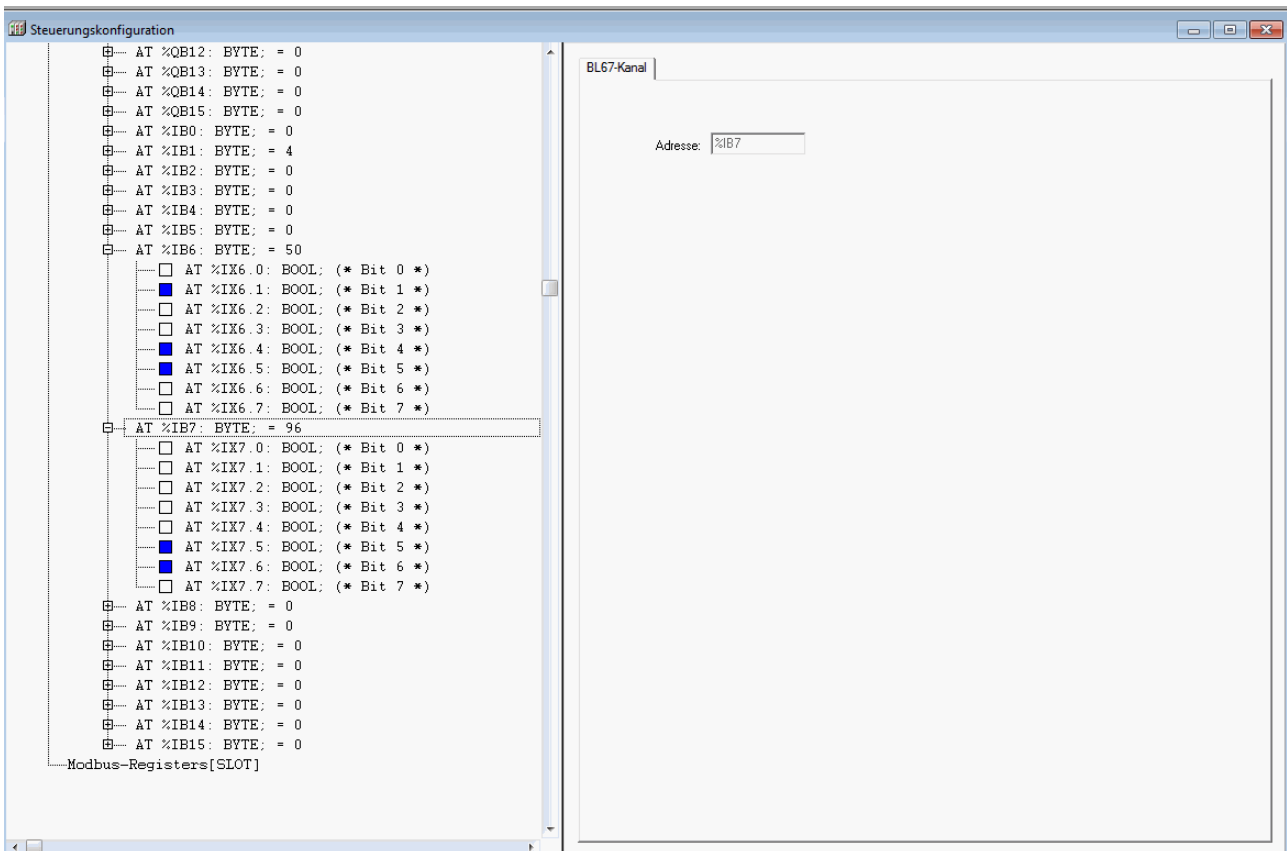 Steuerungskonfiguration
AT %QB12: BYTE; = 0
AT %QB13: BYTE; = 0
AT %QB14: BYTE; = 0
AT %QB15: BYTE; = 0
AT %IB0: BYTE; = 0
AT %IB1: BYTE; = 4
AT %IB2: BYTE; = 0
AT %IB3: BYTE; = 0
AT %IB4: BYTE; = 0
AT %IB5: BYTE; = 0
AT %IB6: BYTE; = 50
AT %IX6.0: BOOL; (* Bit 0 *)
AT %IX6.1: BOOL; (* Bit 1 *)
AT %IX6.2: BOOL; (* Bit 2 *)
AT %IX6.3: BOOL; (* Bit 3 *)
AT %IX6.4: BOOL; (* Bit 4 *)
AT %IX6.5: BOOL; (* Bit 5 *)
AT %IX6.6: BOOL; (* Bit 6 *)
AT %IX6.7: BOOL; (* Bit 7 *)
AT %IB7: BYTE; = 96
AT %IX7.0: BOOL; (* Bit 0 *)
AT %IX7.1: BOOL; (* Bit 1 *)
AT %IX7.2: BOOL; (* Bit 2 *)
AT %IX7.3: BOOL; (* Bit 3 *)
AT %IX7.4: BOOL; (* Bit 4 *)
AT %IX7.5: BOOL; (* Bit 5 *)
AT %IX7.6: BOOL; (* Bit 6 *)
AT %IX7.7: BOOL; (* Bit 7 *)
AT %IB8: BYTE; = 0
AT %IB9: BYTE; = 0
AT %IB10: BYTE; = 0
AT %IB11: BYTE; = 0
AT %IB12: BYTE; = 0
AT %IB13: BYTE; = 0
AT %IB14: BYTE; = 0
AT %IB15: BYTE; = 0
Modbus-Registers[SLOT]
BL67-Kanal
Adresse: %IB7